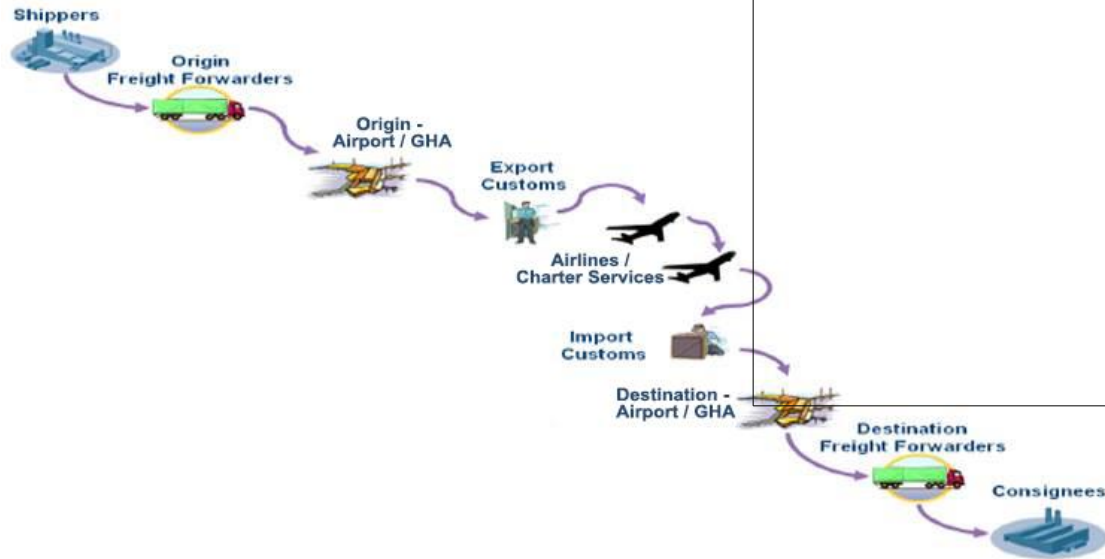 Shippers
Origin
Freight Forwarders
Origin -
Airport / GHA
Export
Customs
Airlines /
Charter Services
Import
Customs
Destination -
Airport / GHA
Destination
Freight Forwarders
Consignees